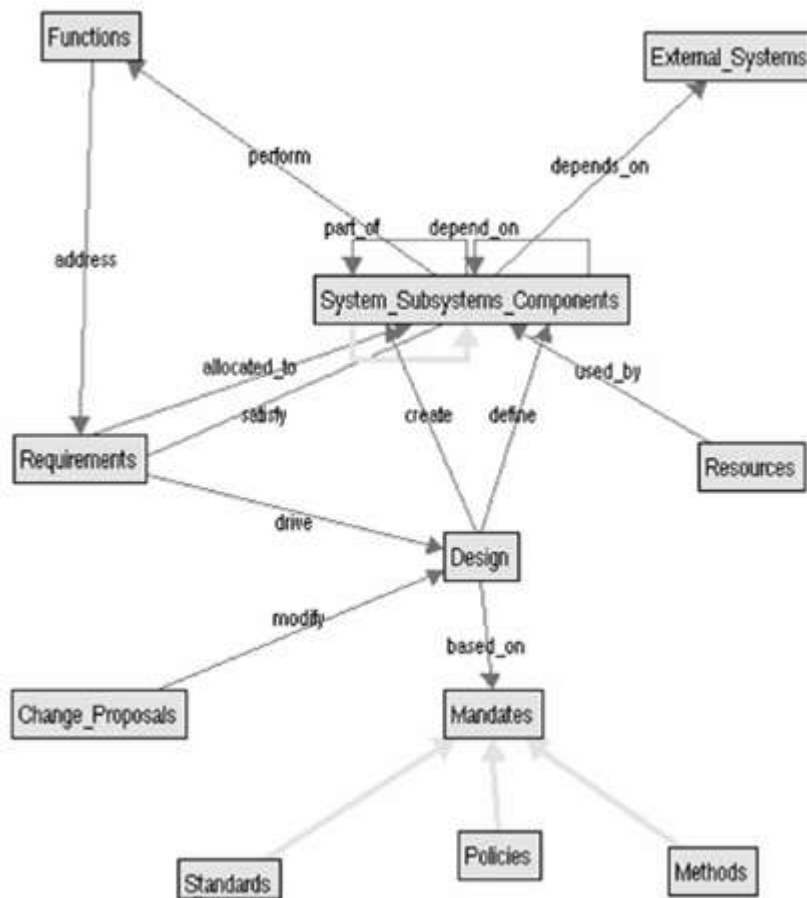 Functions
External_Systems
perform
depends_on
part_of
depend_on
address
System_Subsystems_Components
allocated_to
used_by
satisfy
create
define
Requirements
Resources
drive
Design
modify
based_on
Change_Proposals
Mandates
Policies
Standards
Methods